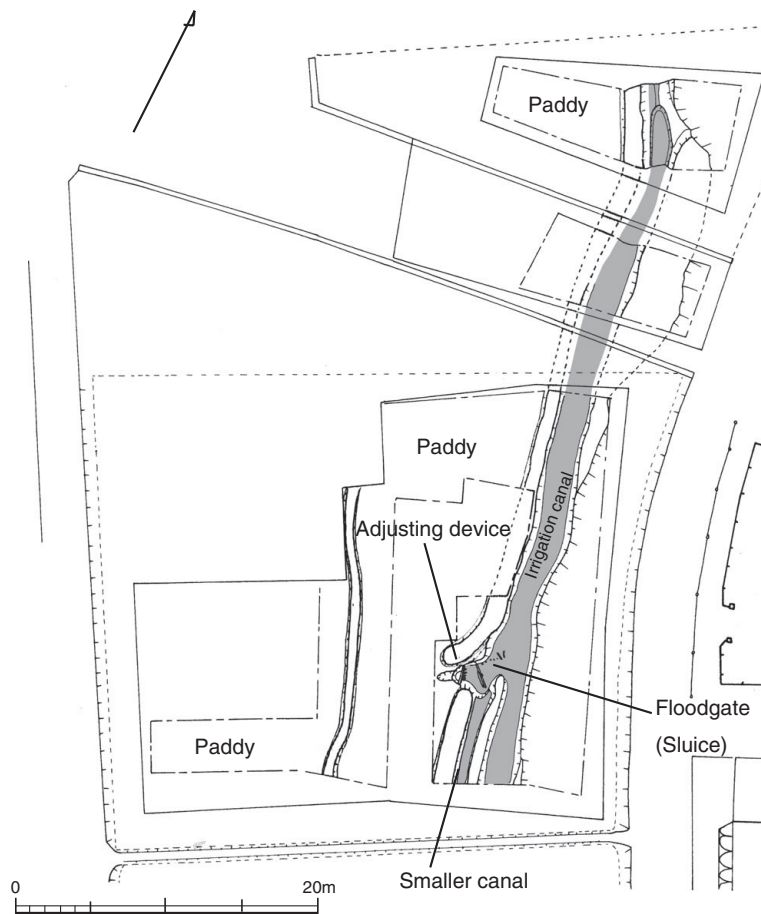 Paddy
Paddy
Adjusting device
Irrigation canal
Floodgate
(Sluice)
Paddy
Smaller canal
0
20m